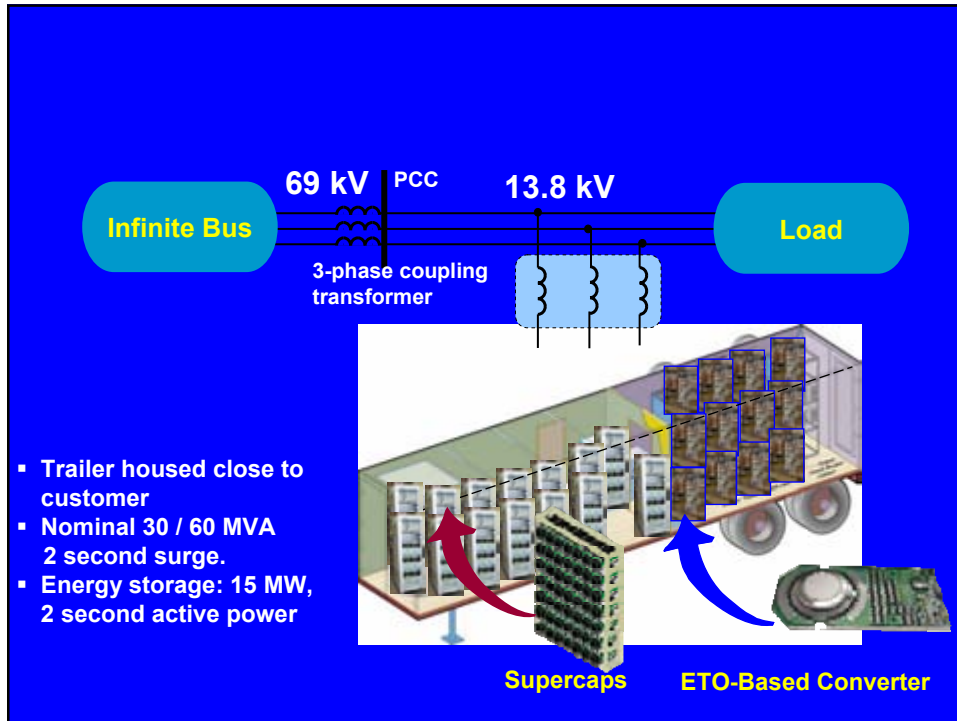 69 kV
PCC
13.8 kV
Infinite Bus
Load
3-phase coupling
transformer
▪ Trailer housed close to
customer
▪ Nominal 30 / 60 MVA
2 second surge.
▪ Energy storage: 15 MW,
2 second active power
Supercaps
ETO-Based Converter